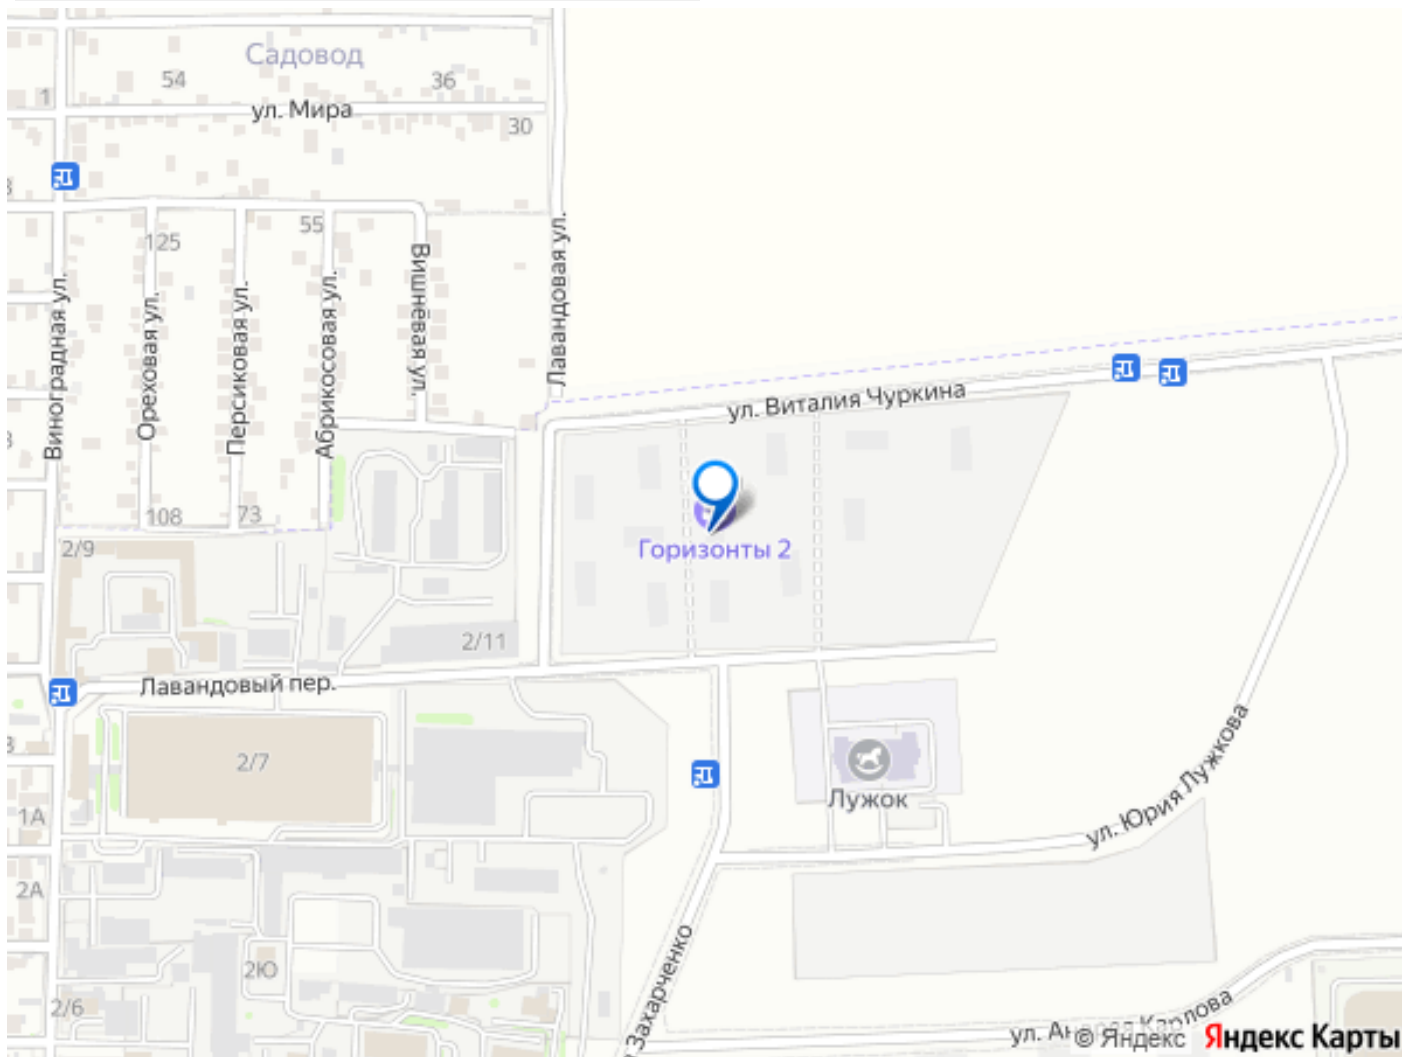 Садовод
54
36
1
ул. Мира
30
55
125
Виноградная ул.
Ореховая ул.
Персиковая ул.
Абрикосовая ул.
Вишнёвая ул.
Лавандовая ул.
ул. Виталия Чуркина
108
73
Горизонты 2
2/9
2/11
Лавандовый пер.
2/7
Лужок
ул. Юрия Лужкова
1А
2А
2Ю
2/6
Захарченко
Карлова
© Яндекс Яндекс Карты